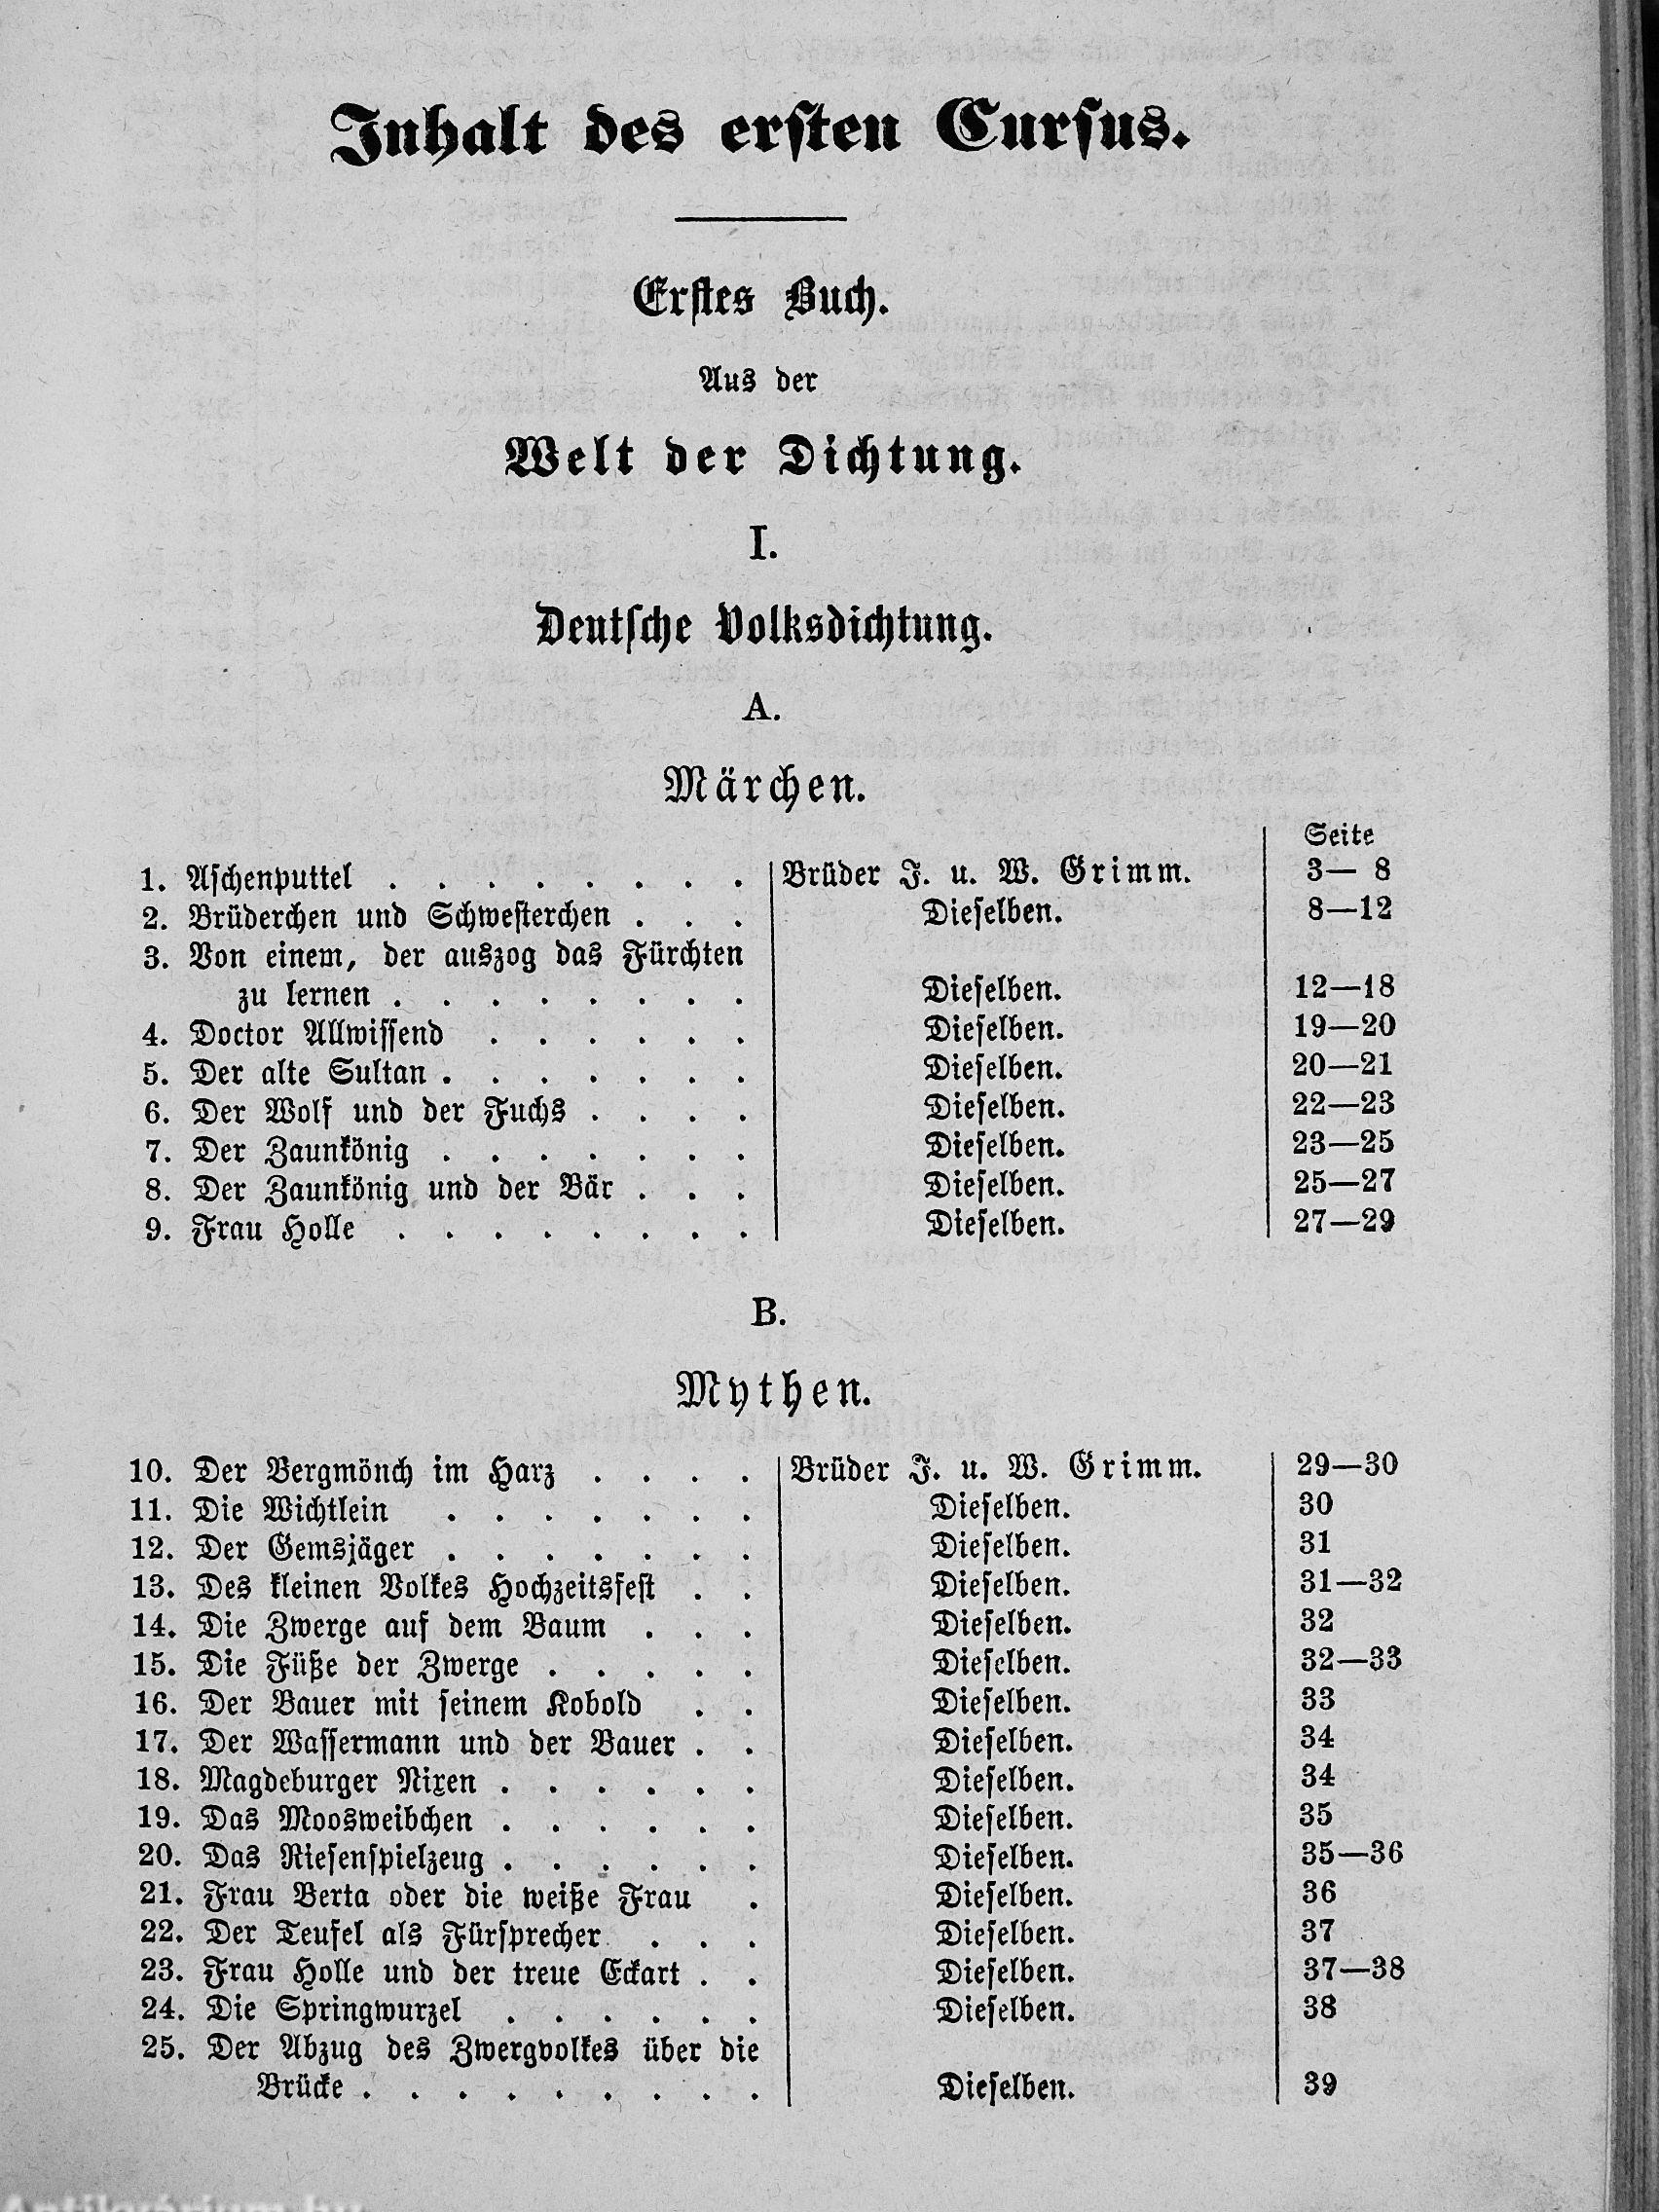 Inhalt des ersten Cursus.
Erstes Buch.
Aus der
Welt der Dichtung.
I.
Deutsche Volksdichtung.
A.
Märchen.
Seite
1. Aschenputtel . . . . . . . . Brüder J. u. W. Grimm. 3— 8
2. Brüderchen und Schwesterchen . . . Dieselben. 8—12
3. Von einem, der auszog das Fürchten
zu lernen . . . . . . . . Dieselben. 12—18
4. Doctor Allwissend . . . . . . Dieselben. 19—20
5. Der alte Sultan . . . . . . . Dieselben. 20—21
6. Der Wolf und der Fuchs . . . . Dieselben. 22—23
7. Der Zaunkönig . . . . . . . Dieselben. 23—25
8. Der Zaunkönig und der Bär . . . Dieselben. 25—27
9. Frau Holle . . . . . . . . Dieselben. 27—29
B.
Mythen.
10. Der Bergmönch im Harz . . . . Brüder J. u. W. Grimm. 29—30
11. Die Wichtlein . . . . . . . Dieselben. 30
12. Der Gemsjäger . . . . . . . Dieselben. 31
13. Des kleinen Volkes Hochzeitsfest . . Dieselben. 31—32
14. Die Zwerge auf dem Baum . . . Dieselben. 32
15. Die Füße der Zwerge . . . . . Dieselben. 32—33
16. Der Bauer mit seinem Kobold . . Dieselben. 33
17. Der Wassermann und der Bauer . . Dieselben. 34
18. Magdeburger Nixen . . . . . . Dieselben. 34
19. Das Moosweibchen . . . . . . Dieselben. 35
20. Das Riesenspielzeug . . . . . . Dieselben. 35—36
21. Frau Berta oder die weiße Frau . Dieselben. 36
22. Der Teufel als Fürsprecher . . . Dieselben. 37
23. Frau Holle und der treue Eckart . . Dieselben. 37—38
24. Die Springwurzel . . . . . . Dieselben. 38
25. Der Abzug des Zwergvolkes über die
Brücke . . . . . . . . . Dieselben. 39